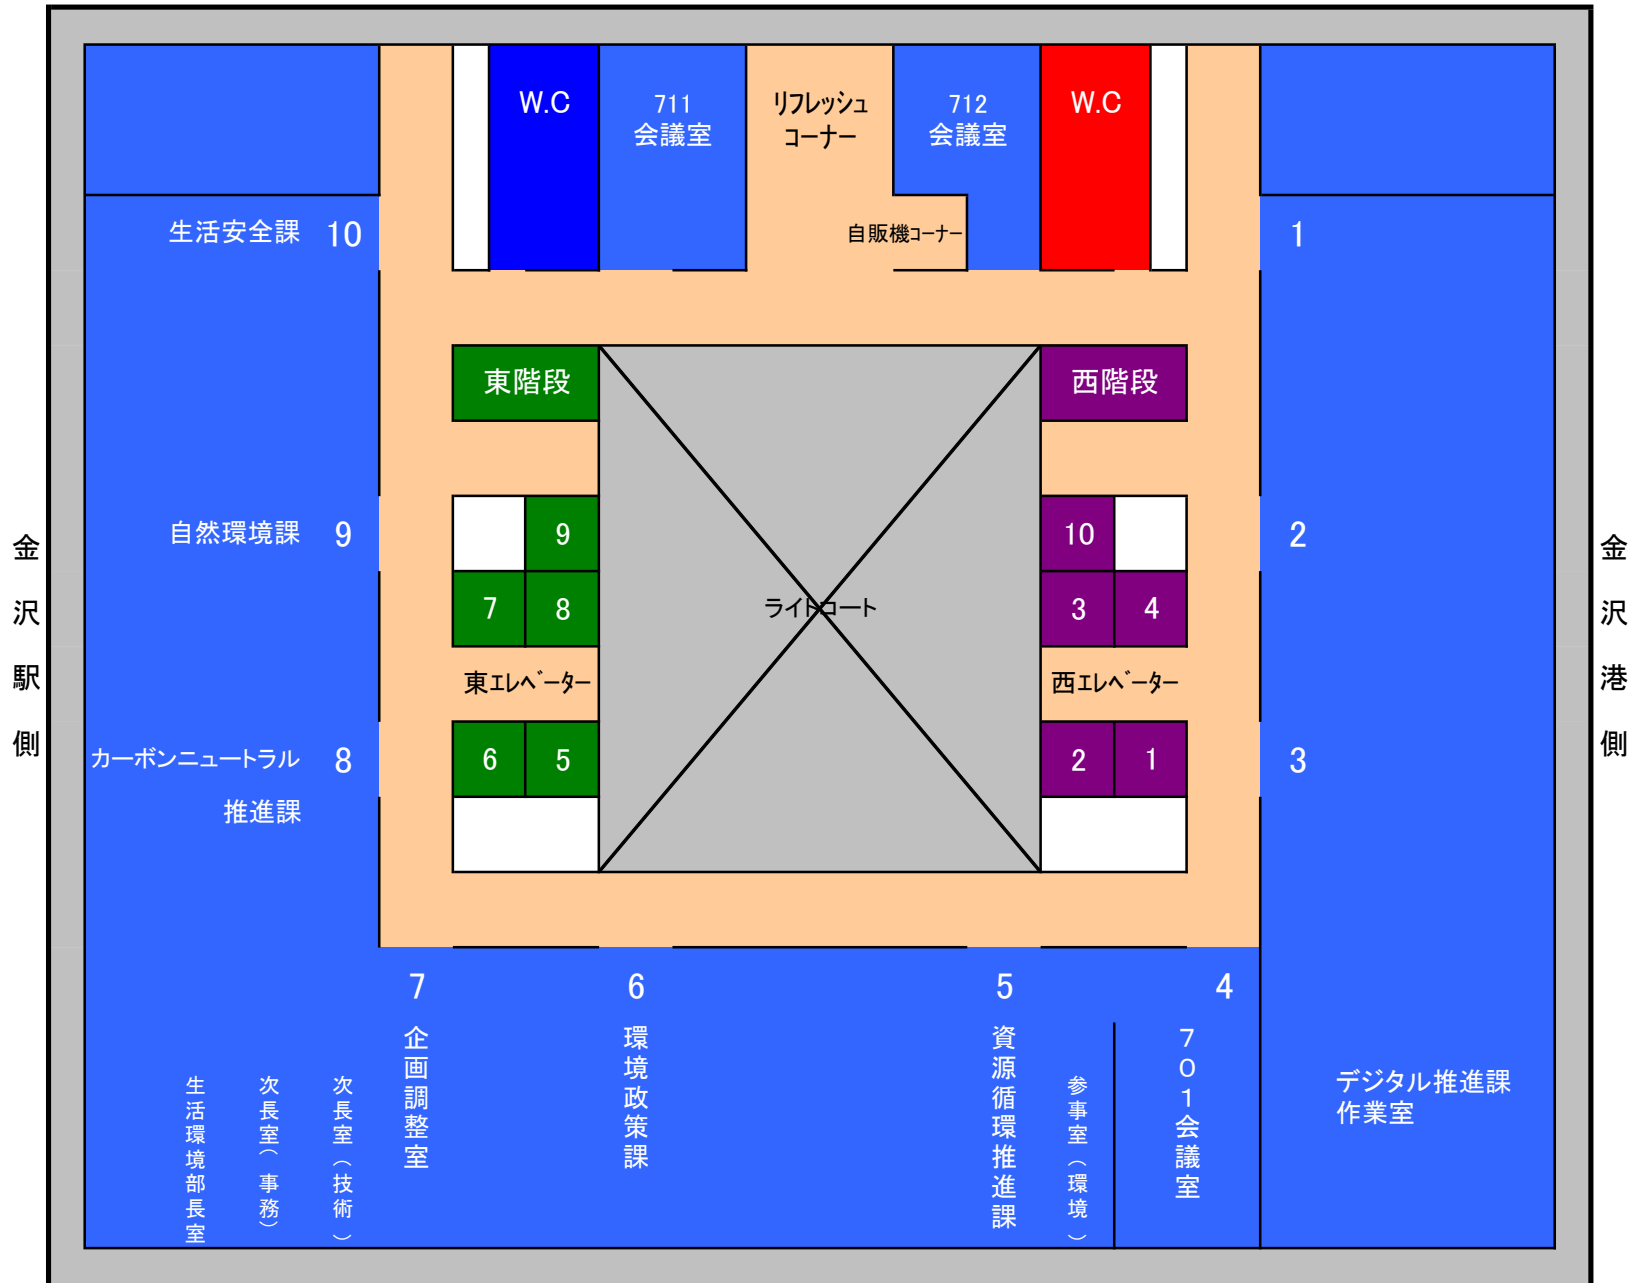 W.C
711
会議室
リフレッシュ
コーナー
712
会議室
W.C
生活安全課 10
自販機コーナー
1
東階段
西階段
自然環境課 9
9
10
2
7 8
ライトコート
3 4
東エレベーター
西エレベーター
カーボンニュートラル 8
推進課
6 5
2 1
3
金沢駅側
金沢港側
7
企画調整室
6
環境政策課
5
資源循環推進課
4
701会議室
生活環境部長室
次長室(事務)
次長室(技術)
参事室(環境)
デジタル推進課
作業室